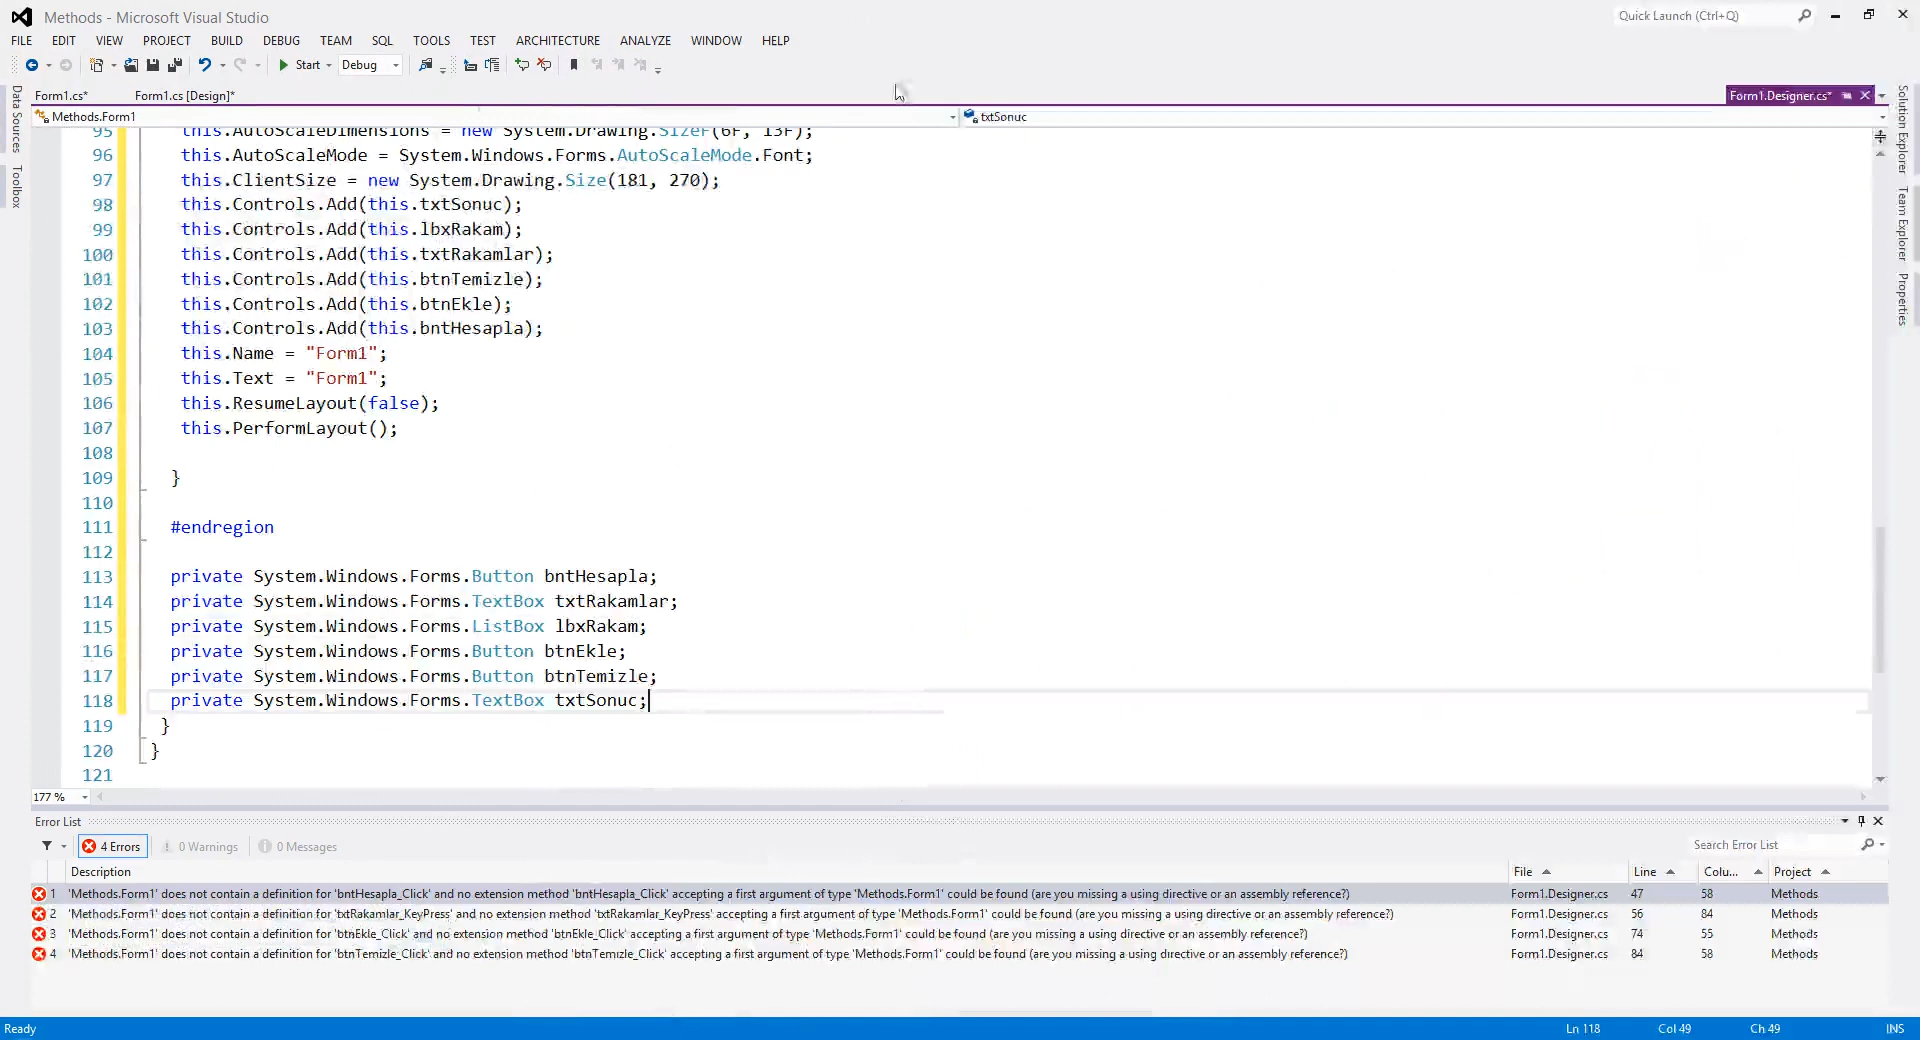 Methods - Microsoft Visual Studio
Quick Launch (Ctrl+Q)
FILE EDIT VIEW PROJECT BUILD DEBUG TEAM SQL TOOLS TEST ARCHITECTURE ANALYZE WINDOW HELP
Start Debug
Form1.cs* Form1.cs [Design]* Form1.Designer.cs*
Methods.Form1 txtSonuc
Data Sources
Toolbox
Solution Explorer
Team Explorer
Properties
95 this.AutoScaleDimensions = new System.Drawing.SizeF(6F, 13F);
96 this.AutoScaleMode = System.Windows.Forms.AutoScaleMode.Font;
97 this.ClientSize = new System.Drawing.Size(181, 270);
98 this.Controls.Add(this.txtSonuc);
99 this.Controls.Add(this.lbxRakam);
100 this.Controls.Add(this.txtRakamlar);
101 this.Controls.Add(this.btnTemizle);
102 this.Controls.Add(this.btnEkle);
103 this.Controls.Add(this.bntHesapla);
104 this.Name = "Form1";
105 this.Text = "Form1";
106 this.ResumeLayout(false);
107 this.PerformLayout();
108
109 }
110
111 #endregion
112
113 private System.Windows.Forms.Button bntHesapla;
114 private System.Windows.Forms.TextBox txtRakamlar;
115 private System.Windows.Forms.ListBox lbxRakam;
116 private System.Windows.Forms.Button btnEkle;
117 private System.Windows.Forms.Button btnTemizle;
118 private System.Windows.Forms.TextBox txtSonuc;
119 }
120 }
121
177 %
Error List
4 Errors 0 Warnings 0 Messages Search Error List
Description File Line Colu... Project
1 'Methods.Form1' does not contain a definition for 'bntHesapla_Click' and no extension method 'bntHesapla_Click' accepting a first argument of type 'Methods.Form1' could be found (are you missing a using directive or an assembly reference?) Form1.Designer.cs 47 58 Methods
2 'Methods.Form1' does not contain a definition for 'txtRakamlar_KeyPress' and no extension method 'txtRakamlar_KeyPress' accepting a first argument of type 'Methods.Form1' could be found (are you missing a using directive or an assembly reference?) Form1.Designer.cs 56 84 Methods
3 'Methods.Form1' does not contain a definition for 'btnEkle_Click' and no extension method 'btnEkle_Click' accepting a first argument of type 'Methods.Form1' could be found (are you missing a using directive or an assembly reference?) Form1.Designer.cs 74 55 Methods
4 'Methods.Form1' does not contain a definition for 'btnTemizle_Click' and no extension method 'btnTemizle_Click' accepting a first argument of type 'Methods.Form1' could be found (are you missing a using directive or an assembly reference?) Form1.Designer.cs 84 58 Methods
Ready Ln 118 Col 49 Ch 49 INS